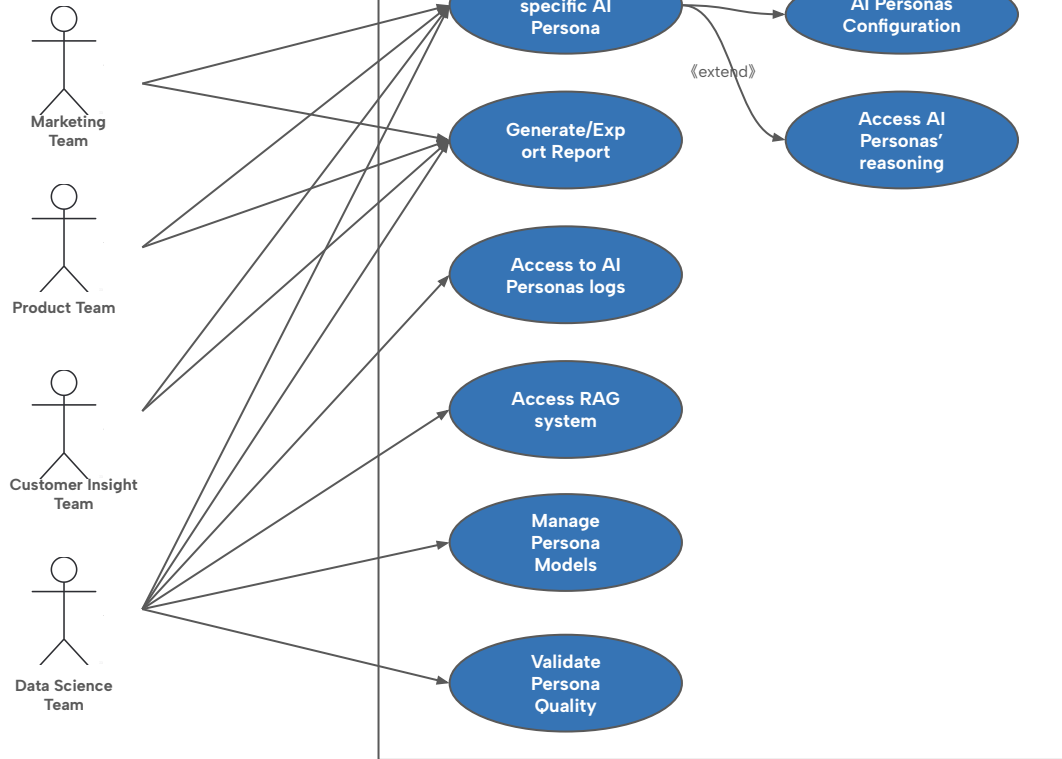 specific AI
Persona
AI Personas
Configuration
《extend》
Marketing
Team
Generate/Exp
ort Report
Access AI
Personas’
reasoning
Access to AI
Personas logs
Product Team
Access RAG
system
Customer Insight
Team
Manage
Persona
Models
Validate
Persona
Quality
Data Science
Team